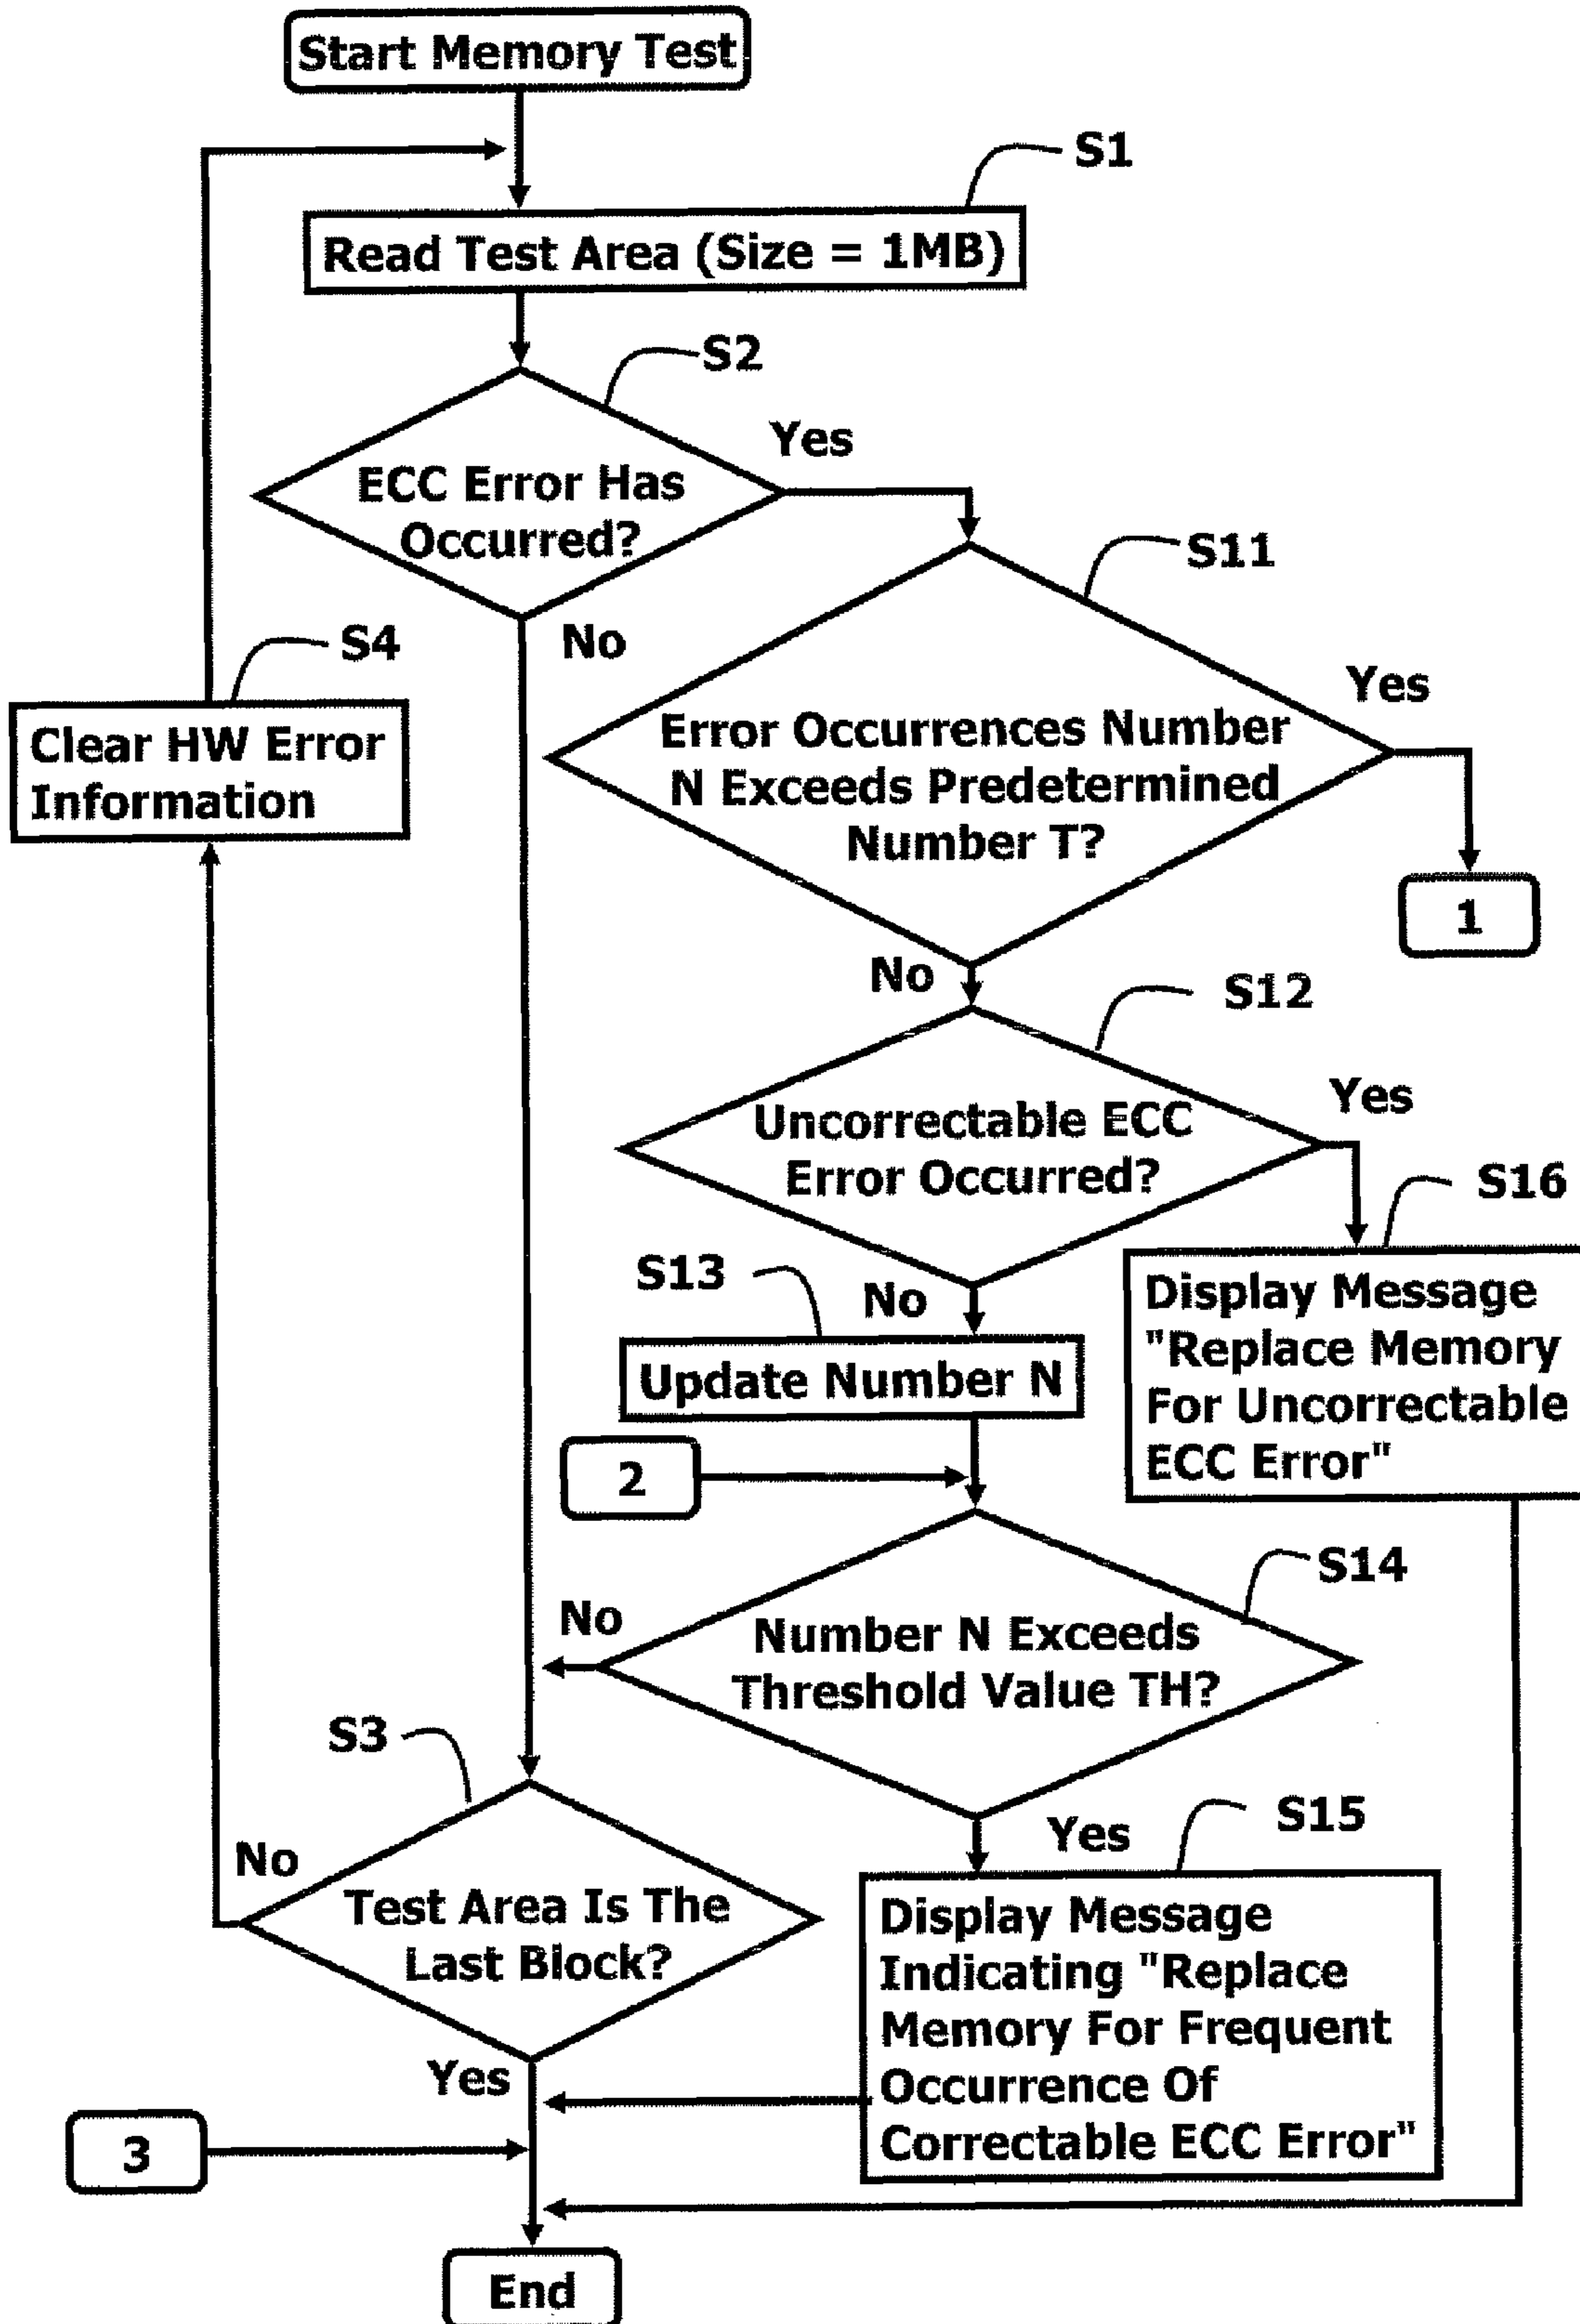 Start Memory Test
S1
Read Test Area (Size = 1MB)
S2
Yes
ECC Error Has
Occurred?
S11
No
S4
Yes
Clear HW Error
Information
Error Occurrences Number
N Exceeds Predetermined
Number T?
1
No
S12
Yes
Uncorrectable ECC
Error Occurred?
S16
S13
No
Display Message
"Replace Memory
For Uncorrectable
ECC Error"
Update Number N
2
S14
No
Number N Exceeds
Threshold Value TH?
S3
S15
Yes
No
Test Area Is The
Last Block?
Display Message
Indicating "Replace
Memory For Frequent
Occurrence Of
Correctable ECC Error"
Yes
3
End